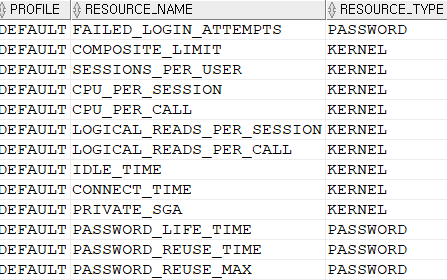 PROFILE RESOURCE_NAME RESOURCE_TYPE
DEFAULT FAILED_LOGIN_ATTEMPTS PASSWORD
DEFAULT COMPOSITE_LIMIT KERNEL
DEFAULT SESSIONS_PER_USER KERNEL
DEFAULT CPU_PER_SESSION KERNEL
DEFAULT CPU_PER_CALL KERNEL
DEFAULT LOGICAL_READS_PER_SESSION KERNEL
DEFAULT LOGICAL_READS_PER_CALL KERNEL
DEFAULT IDLE_TIME KERNEL
DEFAULT CONNECT_TIME KERNEL
DEFAULT PRIVATE_SGA KERNEL
DEFAULT PASSWORD_LIFE_TIME PASSWORD
DEFAULT PASSWORD_REUSE_TIME PASSWORD
DEFAULT PASSWORD_REUSE_MAX PASSWORD